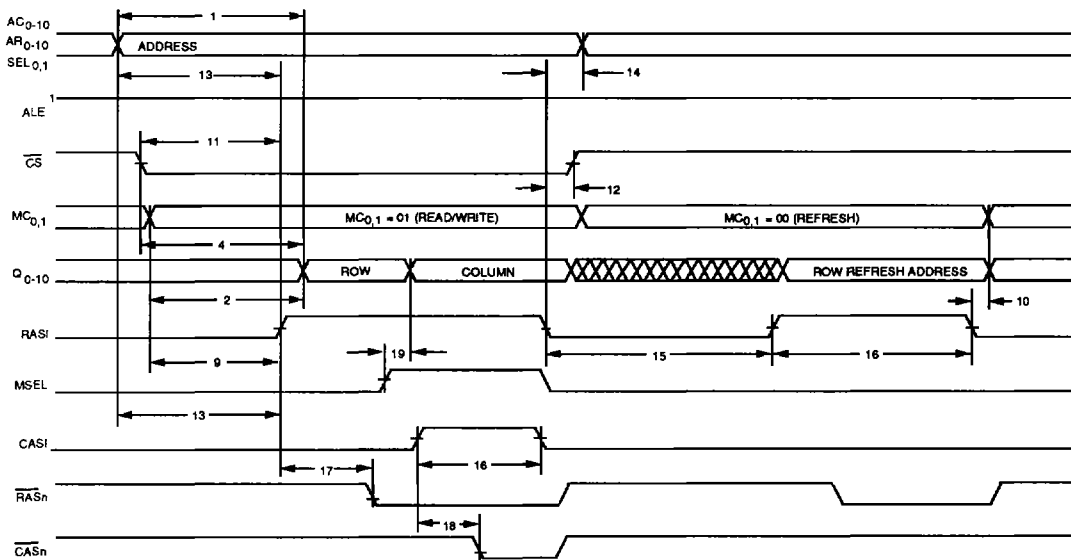 AC0-10
1
AR0-10
ADDRESS
SEL0,1
13
14
ALE
1
11
CS
12
MC0,1
MC0,1 = 01 (READ/WRITE)
MC0,1 = 00 (REFRESH)
4
Q0-10
ROW
COLUMN
ROW REFRESH ADDRESS
2
10
RASI
9
19
15
16
MSEL
13
CASI
17
16
RASn
18
CASn